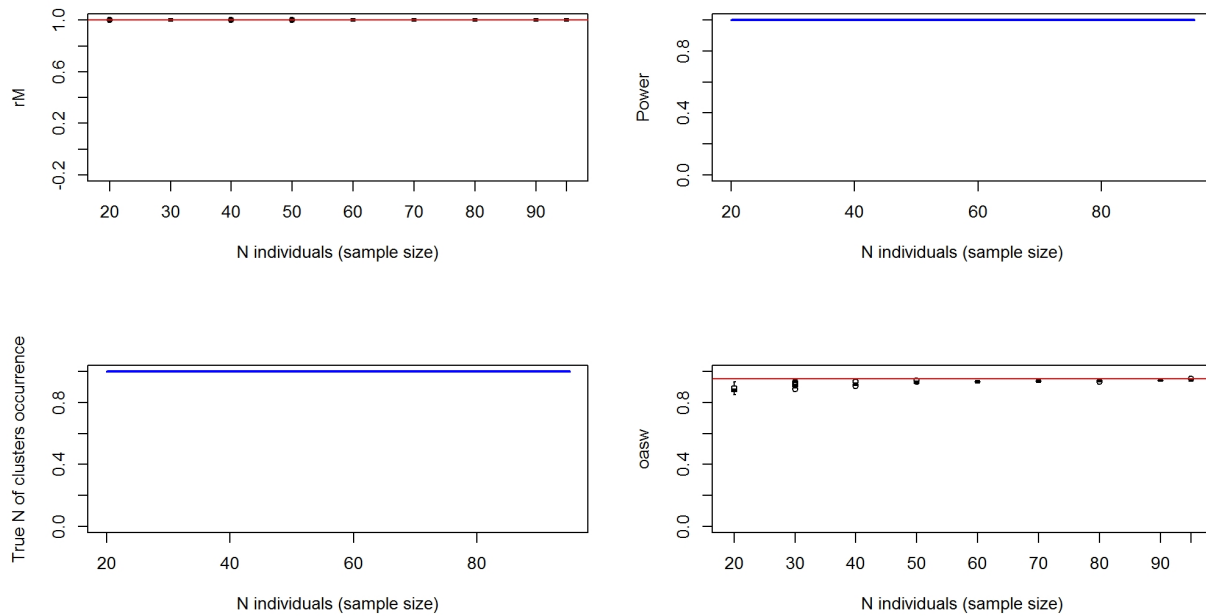 rM
1.0
0.6
0.2
-0.2
20 30 40 50 60 70 80 90
N individuals (sample size)
Power
0.8
0.4
0.0
20 40 60 80
N individuals (sample size)
True N of clusters occurrence
0.8
0.4
0.0
20 40 60 80
N individuals (sample size)
oasw
0.8
0.4
0.0
20 30 40 50 60 70 80 90
N individuals (sample size)